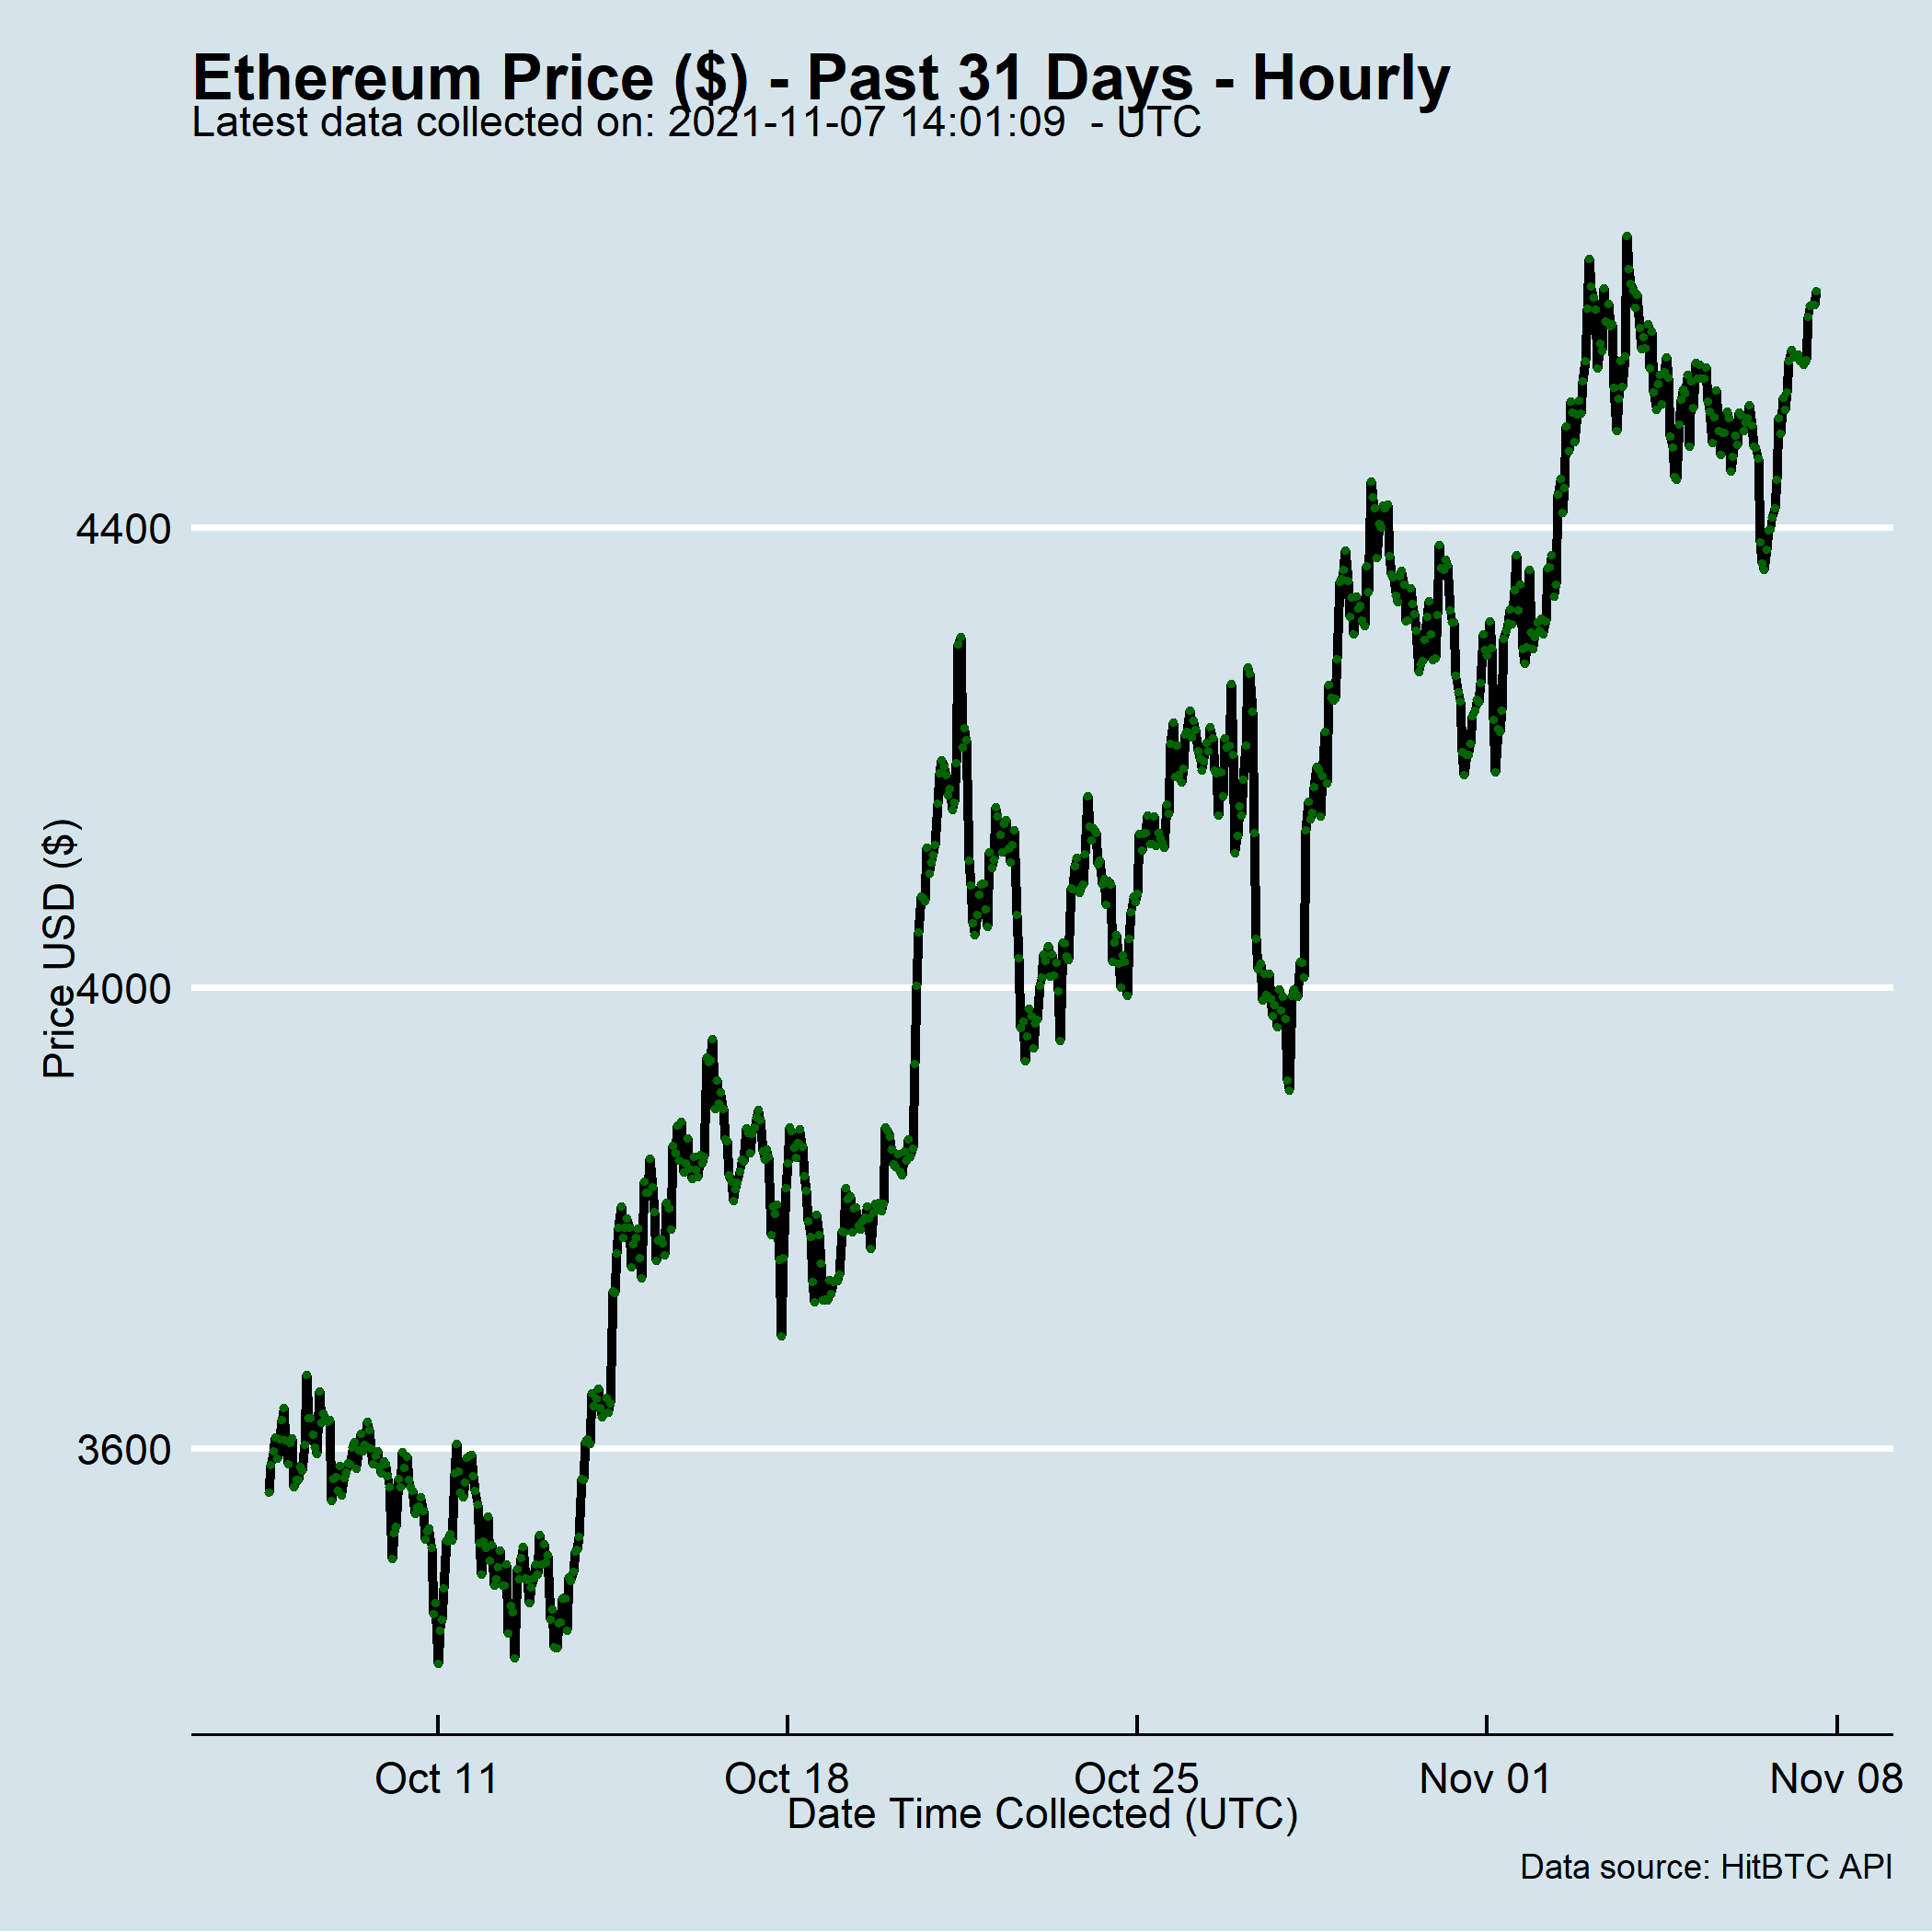 Ethereum Price ($) - Past 31 Days - Hourly
Latest data collected on: 2021-11-07 14:01:09  - UTC
4400
4000
3600
Price USD ($)
Oct 11
Oct 18
Oct 25
Nov 01
Nov 08
Date Time Collected (UTC)
Data source: HitBTC API